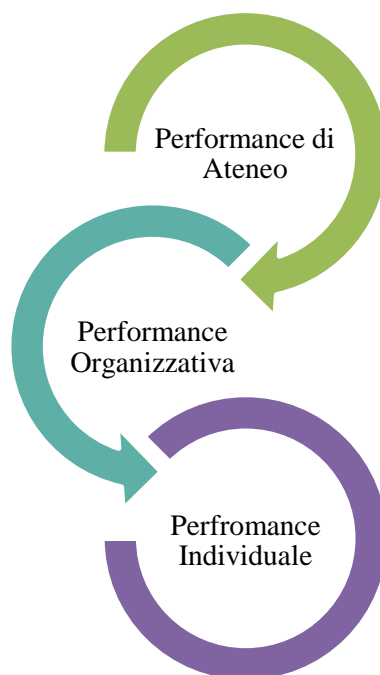 Performance di
Ateneo
Performance
Organizzativa
Perfromance
Individuale